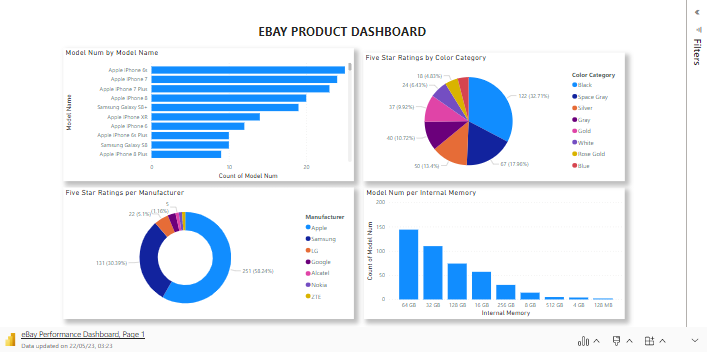 EBAY PRODUCT DASHBOARD
Filters
Model Num by Model Name
Model Name
Apple iPhone 6s
Apple iPhone 7
Apple iPhone 7 Plus
Apple iPhone 8
Samsung Galaxy S8+
Apple iPhone XR
Apple iPhone 6
Apple iPhone 6s Plus
Samsung Galaxy S8
Apple iPhone 8 Plus
0 10 20
Count of Model Num
Five Star Ratings by Color Category
18 (4.83%)
24 (6.43%)
37 (9.92%)
40 (10.72%)
50 (13.4%)
67 (17.96%)
122 (32.71%)
Color Category
Black
Space Gray
Silver
Gray
Gold
White
Rose Gold
Blue
Five Star Ratings per Manufacturer
5
(1.16%)
22 (5.1%)
131 (30.39%)
251 (58.24%)
Manufacturer
Apple
Samsung
LG
Google
Alcatel
Nokia
ZTE
Model Num per Internal Memory
Count of Model Num
200
150
100
50
0
64 GB 32 GB 128 GB 16 GB 256 GB 8 GB 512 GB 4 GB 128 MB
Internal Memory
eBay Performance Dashboard, Page 1
Data updated on 22/05/23, 03:23